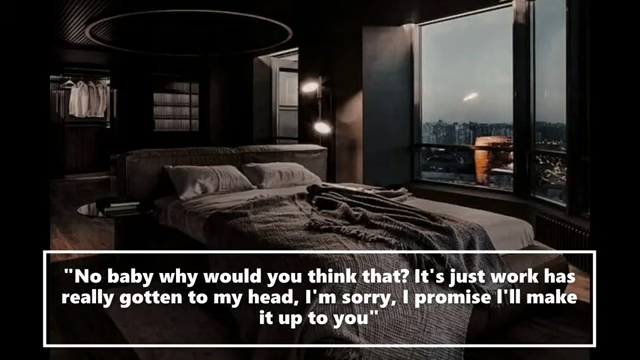 "No baby why would you think that? It's just work has
really gotten to my head, I'm sorry, I promise I'll make
it up to you"